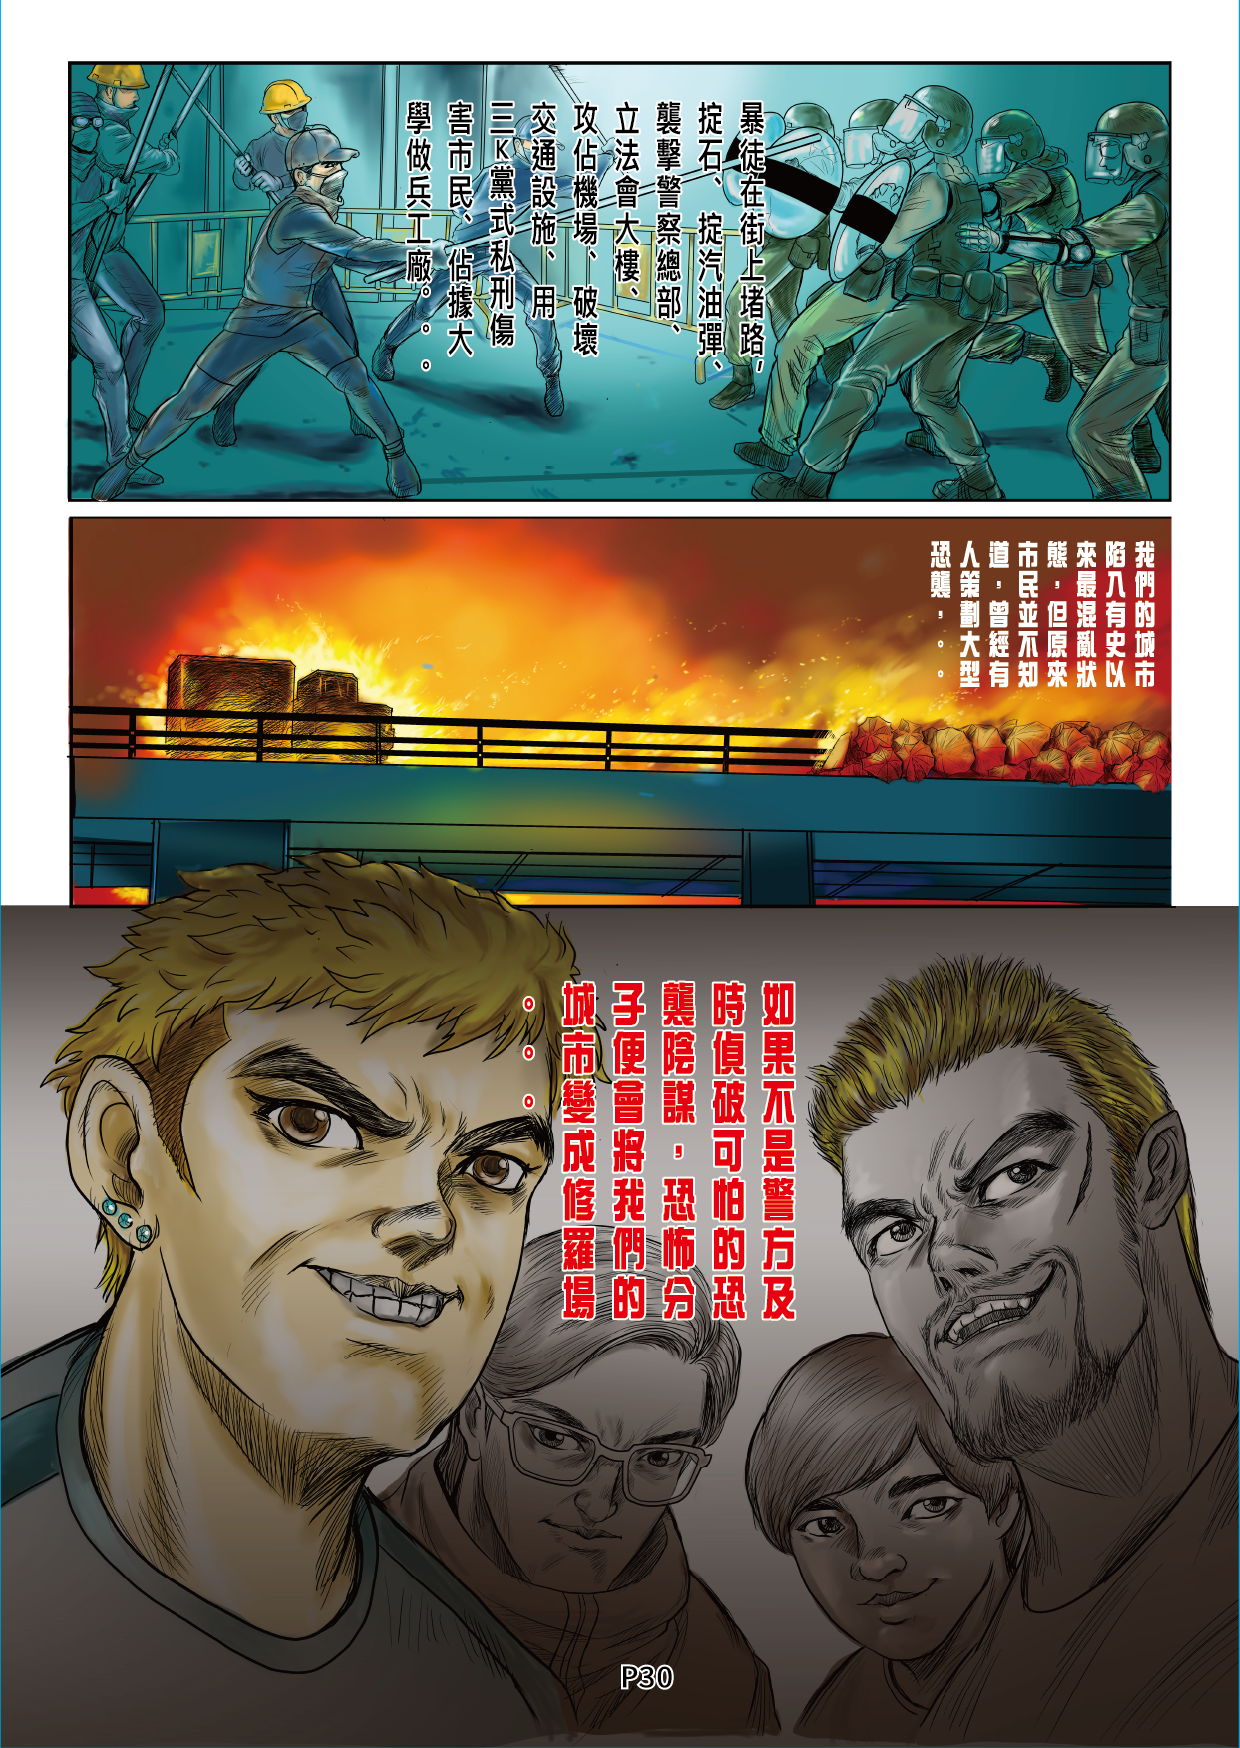 暴徒在街上堵路，
掟石、掟汽油彈、
襲擊警察總部、
立法會大樓、
攻佔機場、破壞
交通設施、用
三K黨式私刑傷
害市民、佔據大
學做兵工廠。。。
我們的城市
陷入有史以
來最混亂狀
態，但原來
市民並不知
道，曾經有
人策劃大型
恐襲，。。
如果不是警方及
時偵破可怕的恐
襲陰謀，恐怖分
子便會將我們的
城市變成修羅場
。。。
P30